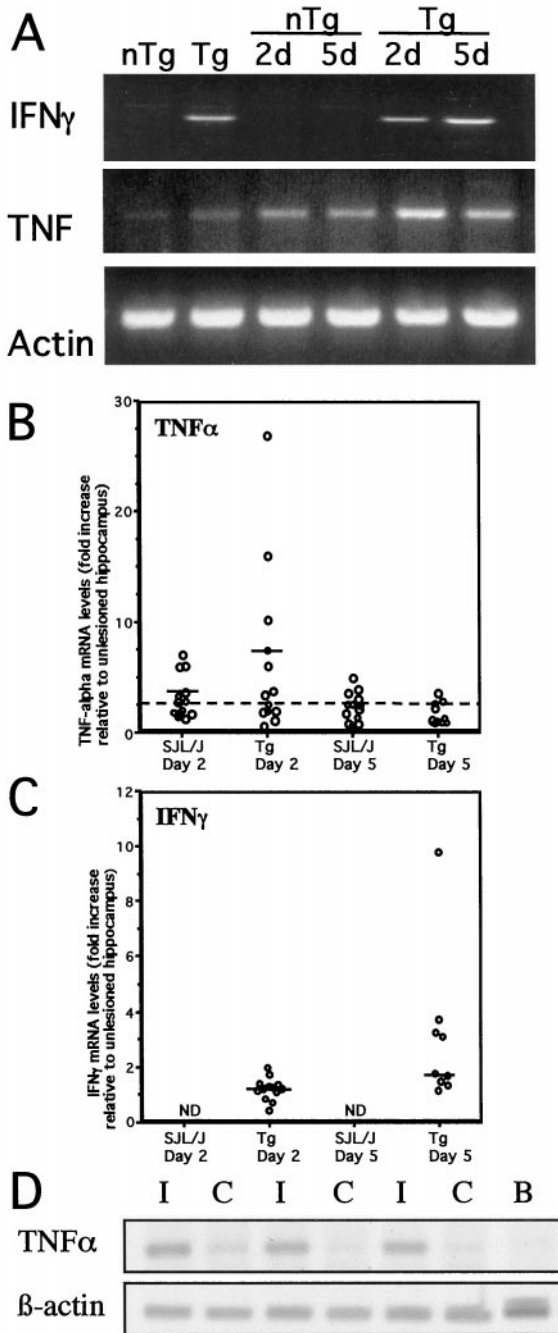 A
nTg Tg
nTg Tg
2d 5d 2d 5d
IFNγ
TNF
Actin
B
TNFα
TNF-alpha mRNA levels (fold increase
relative to unlesioned hippocampus)
30
20
10
0
SJL/J Tg SJL/J Tg
Day 2 Day 2 Day 5 Day 5
C
IFNγ
IFNγ mRNA levels (fold increase
relative to unlesioned hippocampus)
12
10
8
6
4
2
0
ND ND
SJL/J Tg SJL/J Tg
Day 2 Day 2 Day 5 Day 5
D
I C I C I C B
TNFα
ß-actin